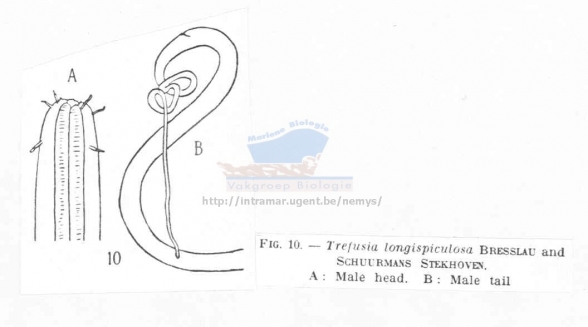 A
B
10
Mariene Biologie
Vakgroep Biologie
http://intramar.ugent.be/nemys/
FIG. 10. — Trefusia longispiculosa BRESSLAU and
SCHUURMANS STEKHOVEN.
A : Male head. B : Male tail